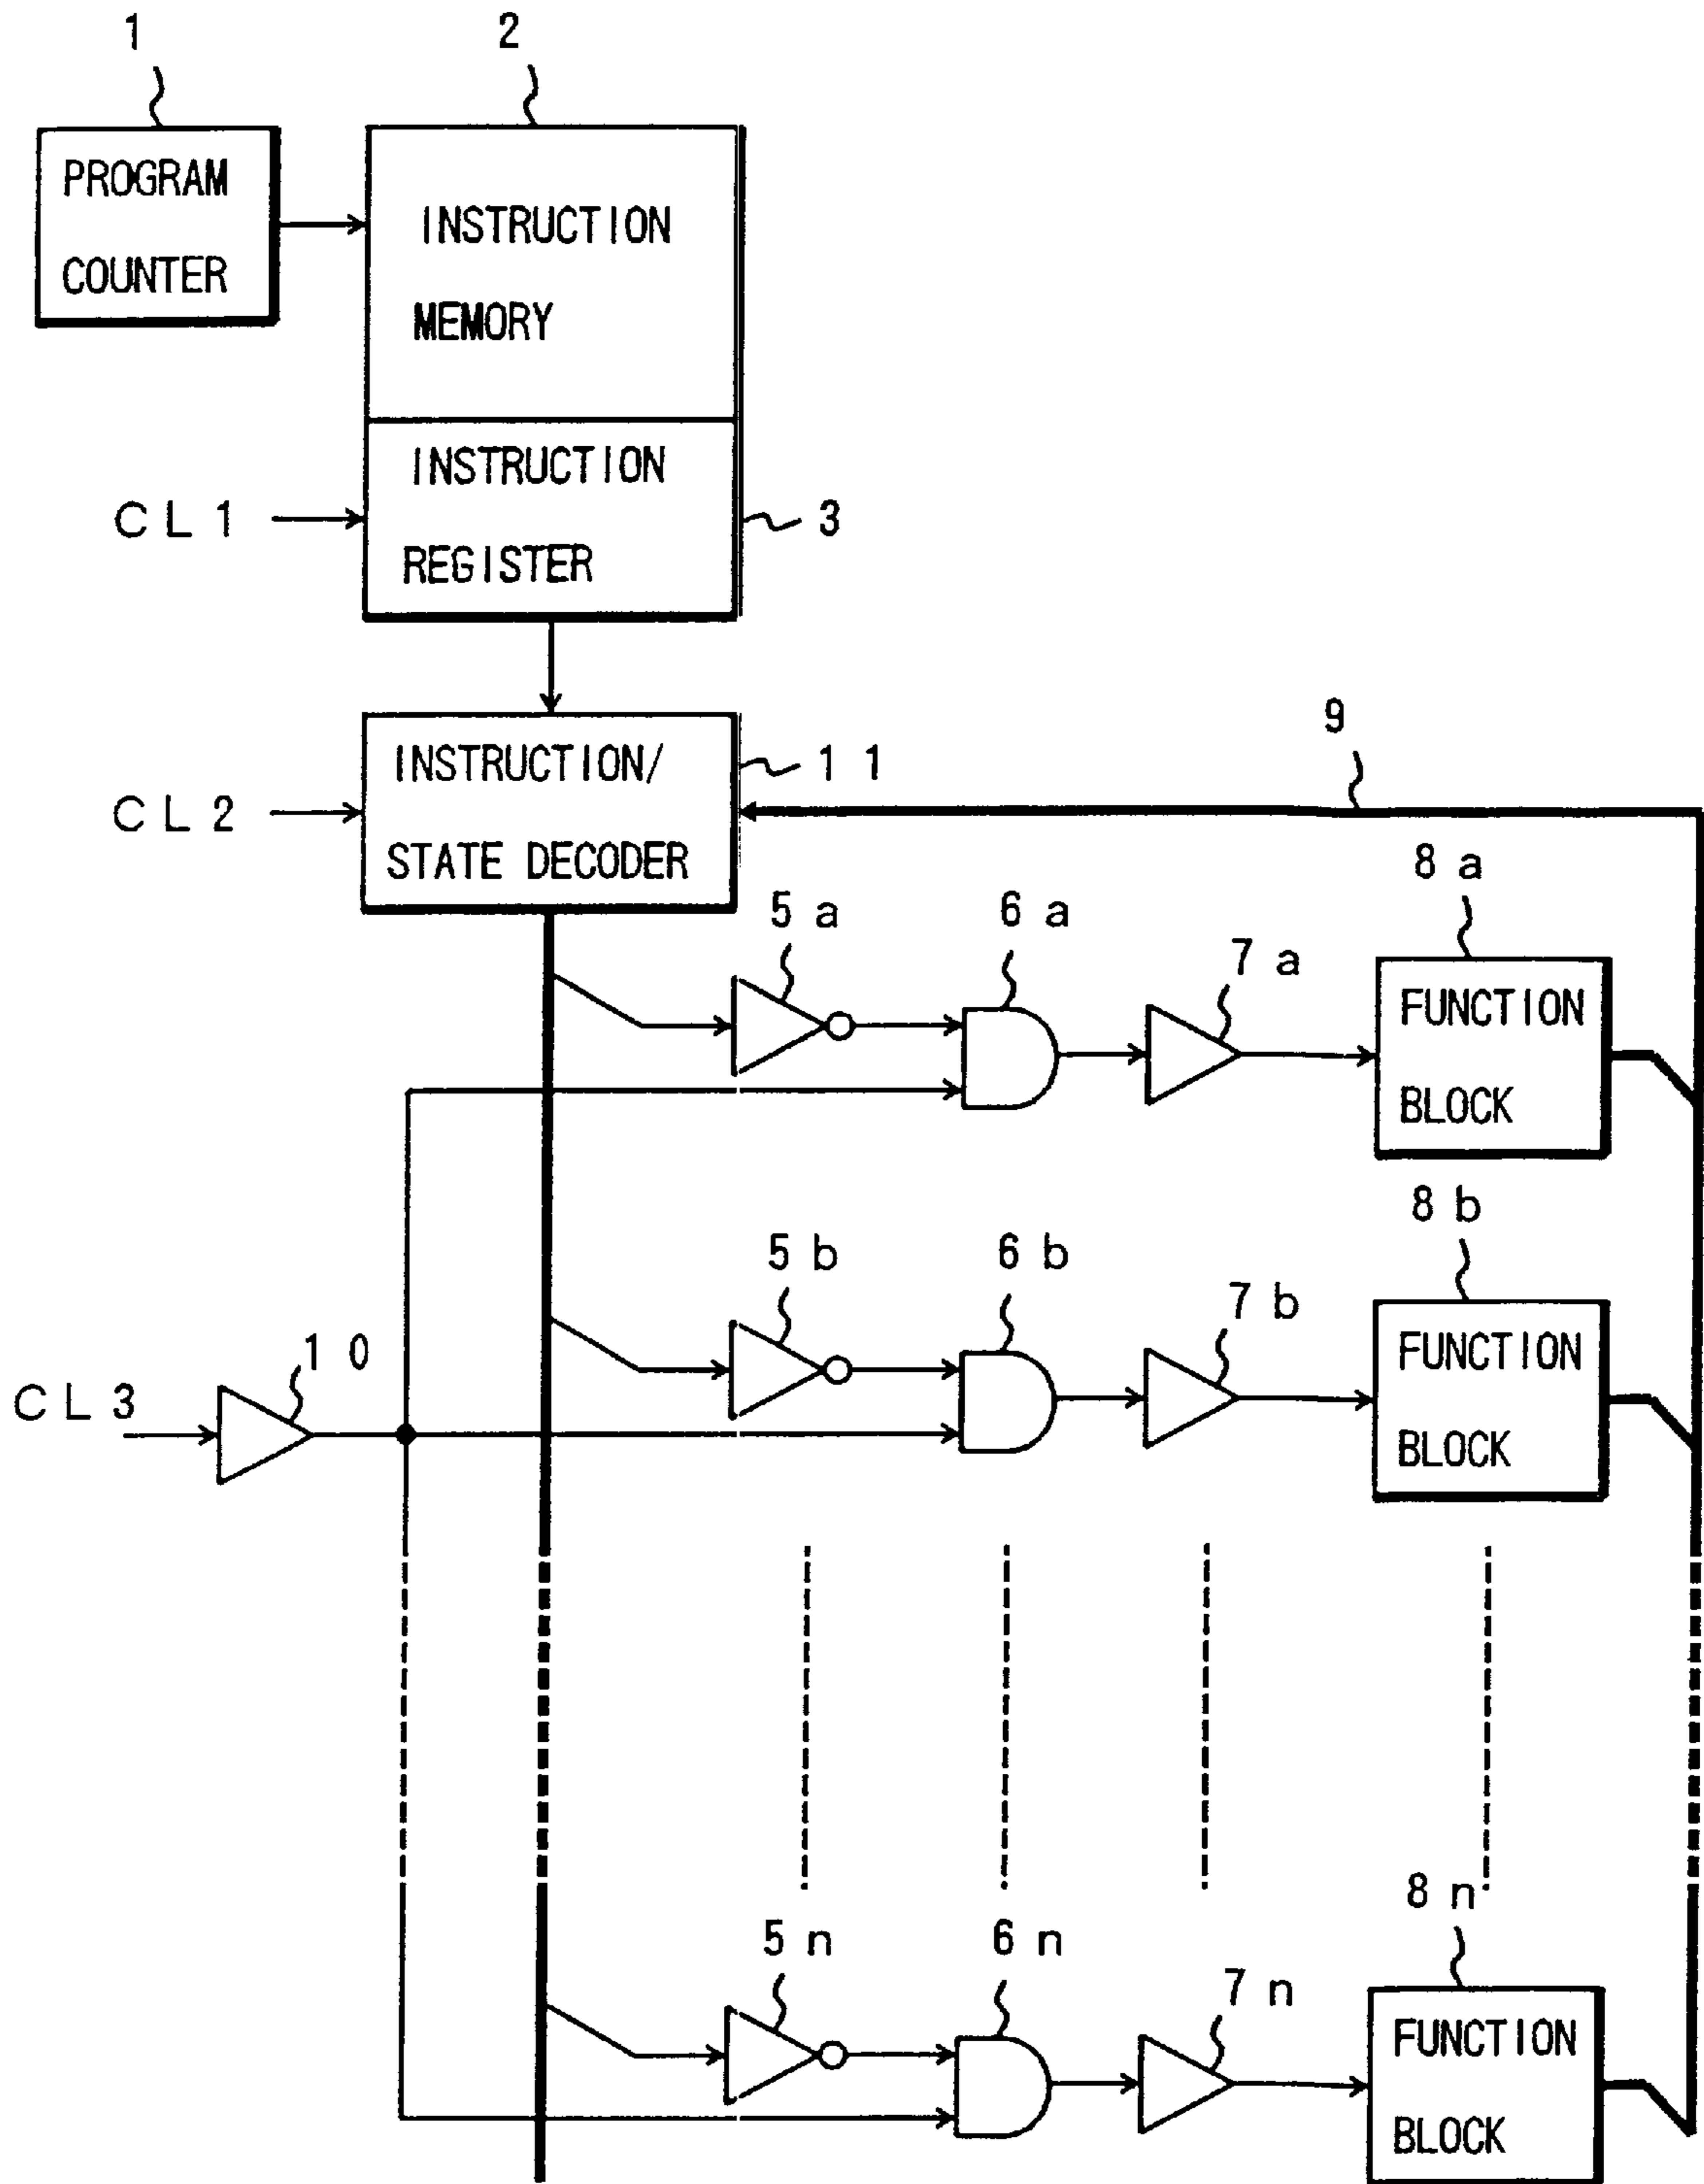 1
2
PROGRAM
COUNTER
INSTRUCTION
MEMORY
INSTRUCTION
REGISTER
CL1
3
INSTRUCTION/
STATE DECODER
11
CL2
9
5a
6a
7a
8a
FUNCTION
BLOCK
5b
6b
7b
8b
FUNCTION
BLOCK
10
CL3
5n
6n
7n
8n
FUNCTION
BLOCK